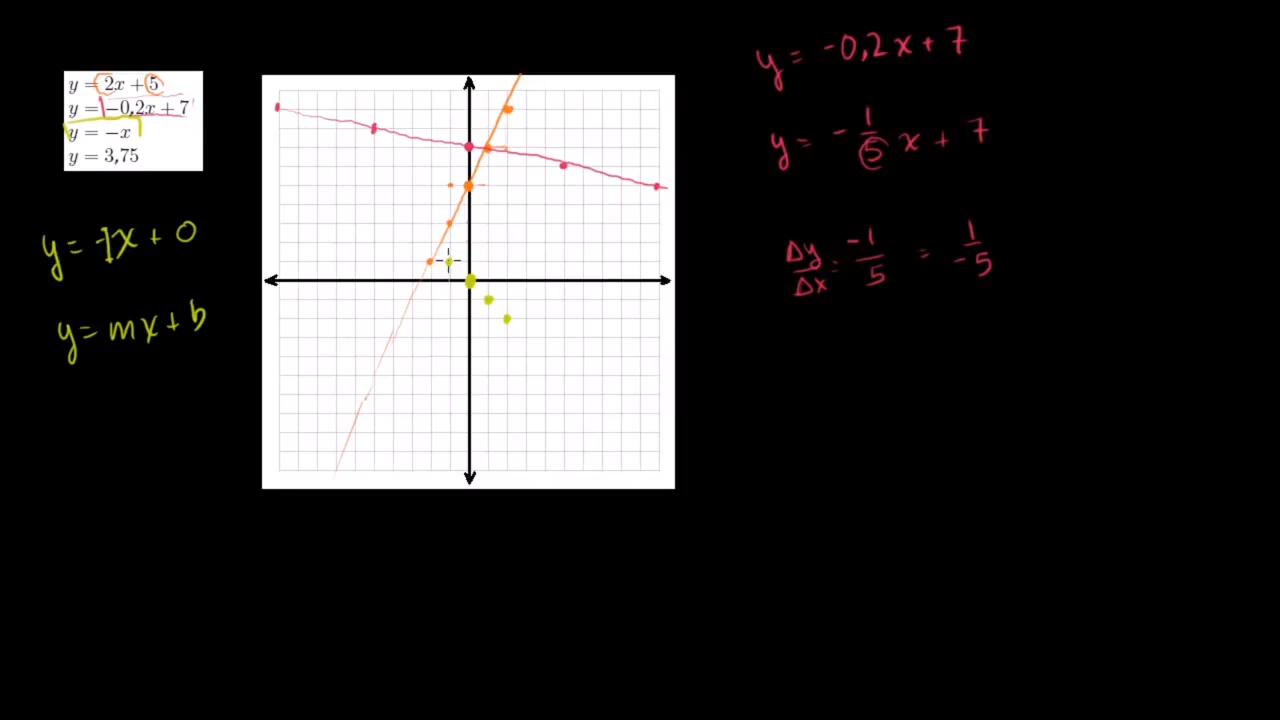 y = 2x + 5
y = −0,2x + 7
y = −x
y = 3,75
y = -1x + 0
y = mx + b
y = -0,2x + 7
y = - 1/5 x + 7
Δy/Δx = -1/5 = 1/-5